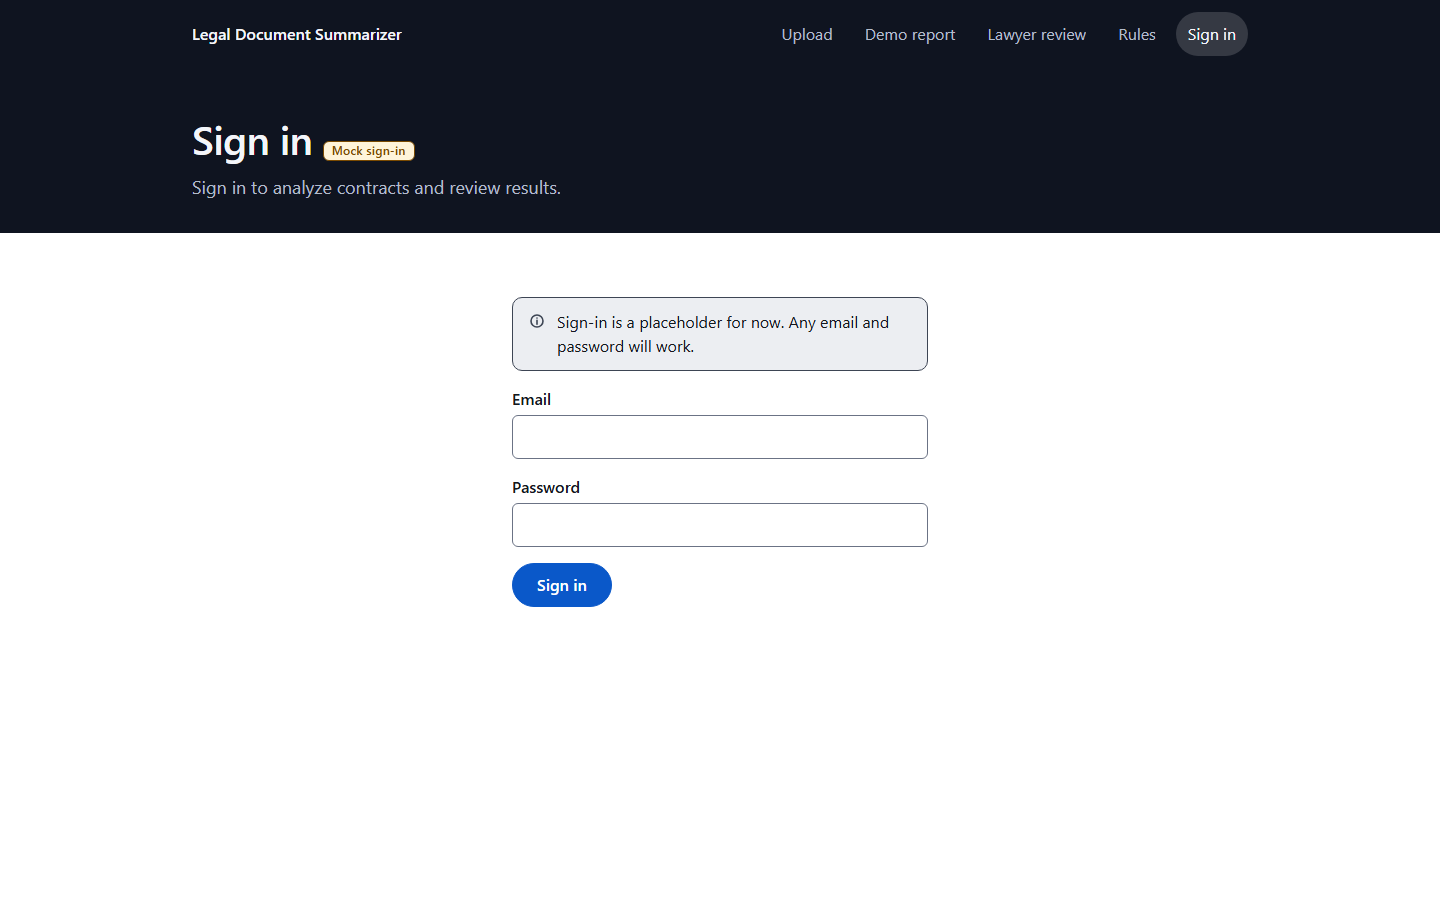 Legal Document Summarizer
Upload
Demo report
Lawyer review
Rules
Sign in
Sign in
Mock sign-in
Sign in to analyze contracts and review results.
Sign-in is a placeholder for now. Any email and
password will work.
Email
Password
Sign in